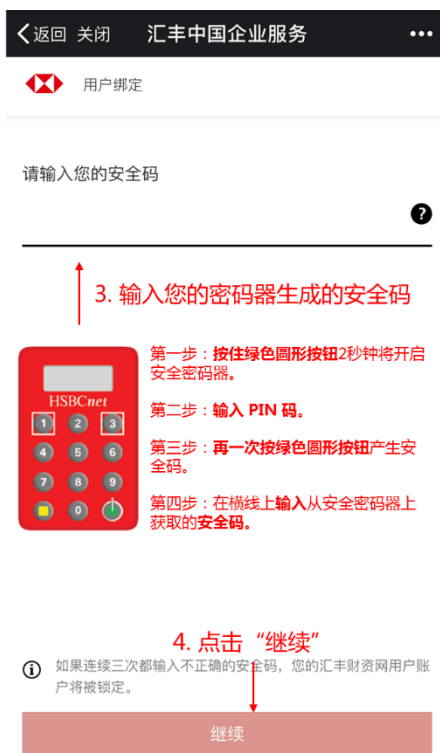 返回 关闭 汇丰中国企业服务
用户绑定
请输入您的安全码
?
3. 输入您的密码器生成的安全码
第一步：按住绿色圆形按钮2秒钟将开启
安全密码器。
第二步：输入 PIN 码。
第三步：再一次按绿色圆形按钮产生安
全码。
第四步：在横线上输入从安全密码器上
获取的安全码。
HSBCnet
1 2 3
4 5 6
7 8 9
0
4. 点击“继续”
如果连续三次都输入不正确的安全码，您的汇丰财资网用户账
户将被锁定。
继续